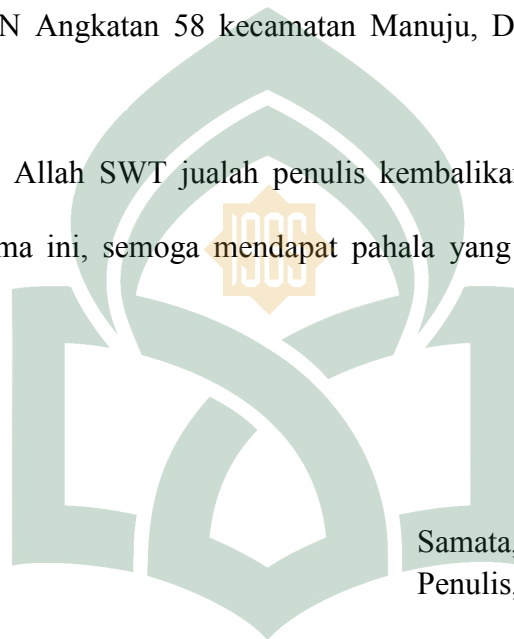 N Angkatan 58 kecamatan Manuju, D
Allah SWT jualah penulis kembalikan
ma ini, semoga mendapat pahala yang
Samata,
Penulis,